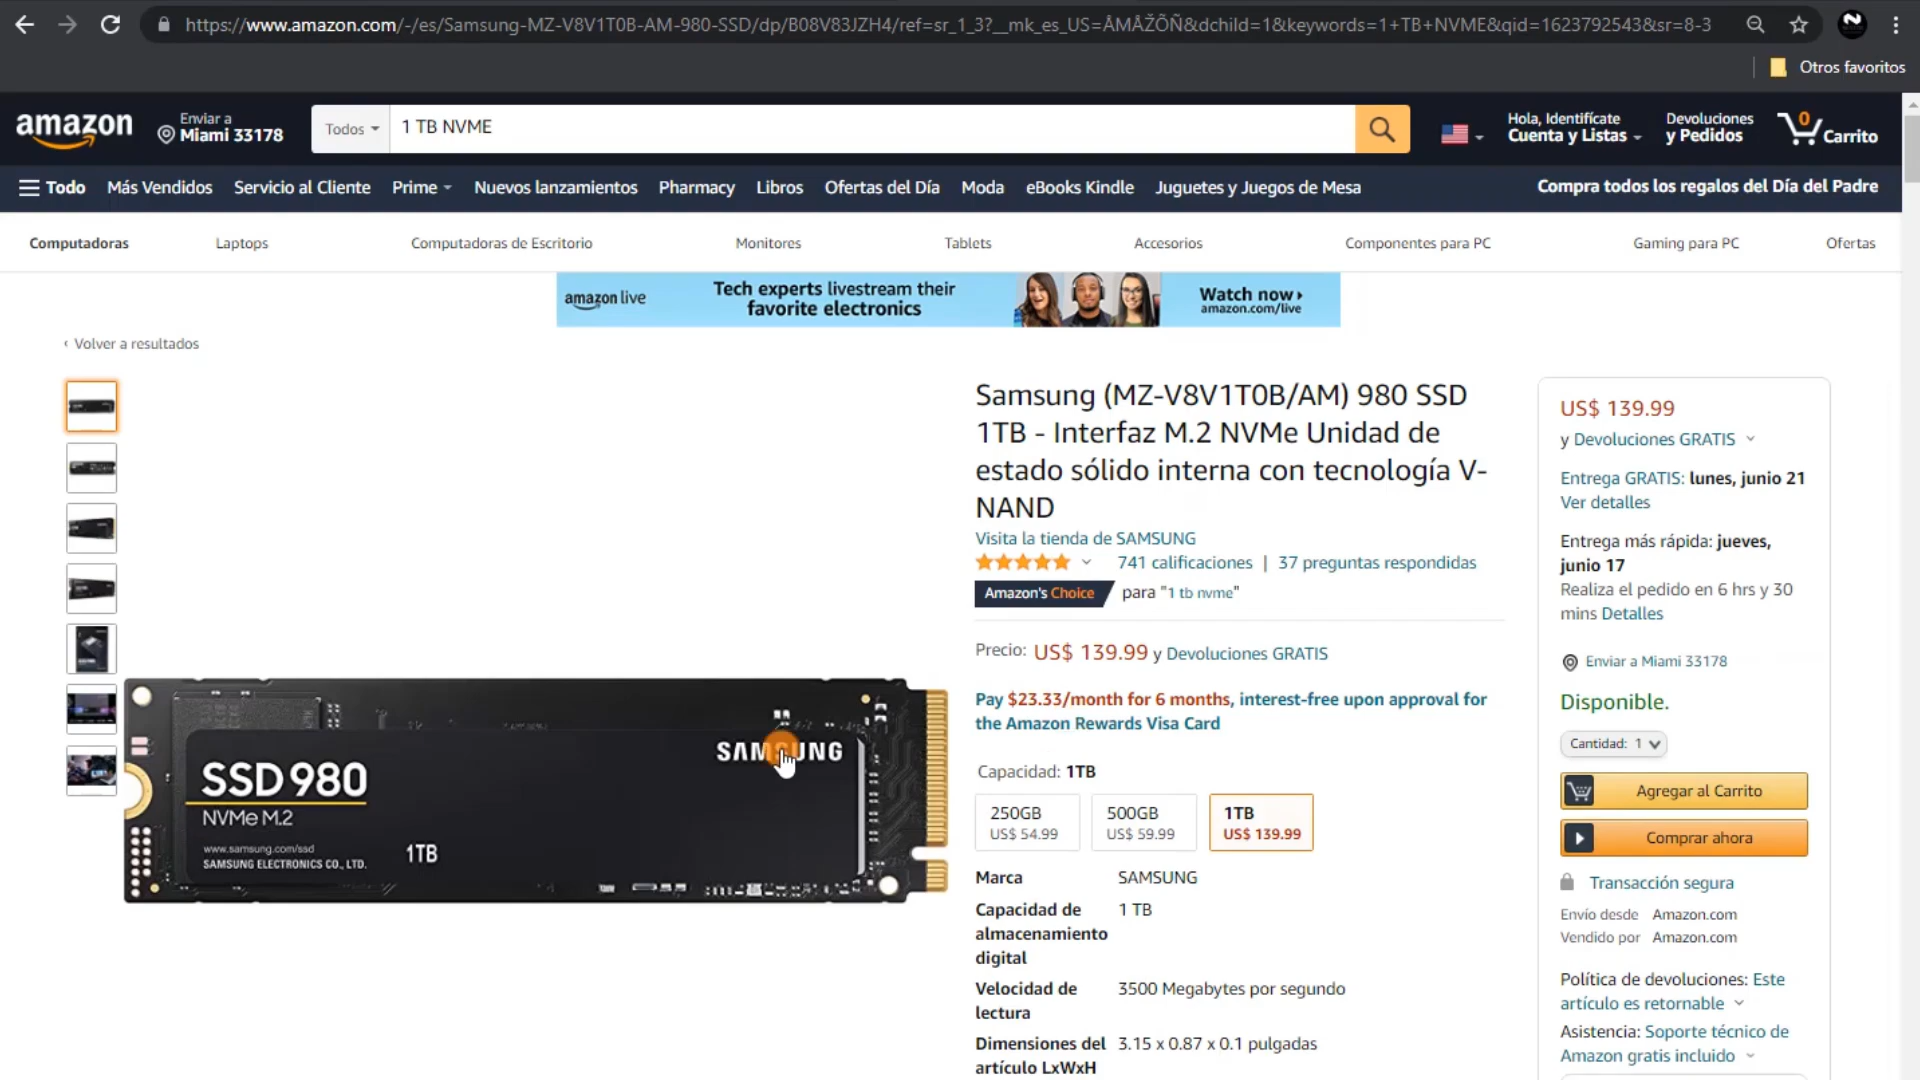 https://www.amazon.com/-/es/Samsung-MZ-V8V1T0B-AM-980-SSD/dp/B08V83JZH4/ref=sr_1_3?__mk_es_US=ÅMÅŽÕÑ&dchild=1&keywords=1+TB+NVME&qid=1623792543&sr=8-3
Otros favoritos
amazon
Enviar a
Miami 33178
Todos
1 TB NVME
Hola, Identifícate
Cuenta y Listas
Devoluciones
y Pedidos
0
Carrito
Todo
Más Vendidos
Servicio al Cliente
Prime
Nuevos lanzamientos
Pharmacy
Libros
Ofertas del Día
Moda
eBooks Kindle
Juguetes y Juegos de Mesa
Compra todos los regalos del Día del Padre
Computadoras
Laptops
Computadoras de Escritorio
Monitores
Tablets
Accesorios
Componentes para PC
Gaming para PC
Ofertas
amazon live
Tech experts livestream their
favorite electronics
Watch now
amazon.com/live
‹ Volver a resultados
SSD 980
NVMe M.2
www.samsung.com/ssd
SAMSUNG ELECTRONICS CO., LTD.
1TB
SAMSUNG
Samsung (MZ-V8V1T0B/AM) 980 SSD
1TB - Interfaz M.2 NVMe Unidad de
estado sólido interna con tecnología V-
NAND
Visita la tienda de SAMSUNG
741 calificaciones | 37 preguntas respondidas
Amazon's Choice para "1 tb nvme"
Precio: US$ 139.99 y Devoluciones GRATIS
Pay $23.33/month for 6 months, interest-free upon approval for
the Amazon Rewards Visa Card
Capacidad: 1TB
250GB
US$ 54.99
500GB
US$ 59.99
1TB
US$ 139.99
Marca SAMSUNG
Capacidad de 1 TB
almacenamiento
digital
Velocidad de 3500 Megabytes por segundo
lectura
Dimensiones del 3.15 x 0.87 x 0.1 pulgadas
artículo LxWxH
US$ 139.99
y Devoluciones GRATIS
Entrega GRATIS: lunes, junio 21
Ver detalles
Entrega más rápida: jueves,
junio 17
Realiza el pedido en 6 hrs y 30
mins Detalles
Enviar a Miami 33178
Disponible.
Cantidad: 1
Agregar al Carrito
Comprar ahora
Transacción segura
Envío desde Amazon.com
Vendido por Amazon.com
Política de devoluciones: Este
artículo es retornable
Asistencia: Soporte técnico de
Amazon gratis incluido